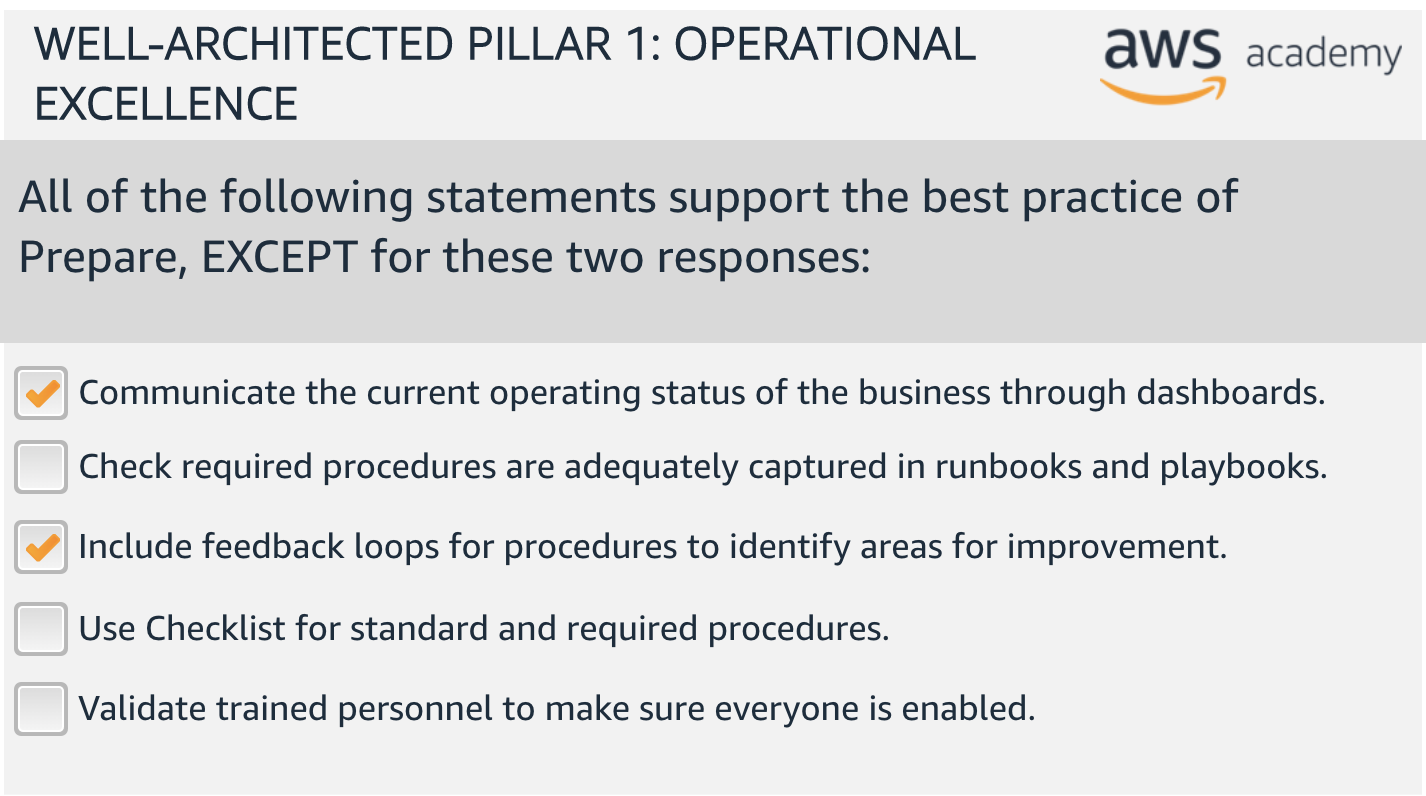 WELL-ARCHITECTED PILLAR 1: OPERATIONAL
EXCELLENCE
aws academy
All of the following statements support the best practice of
Prepare, EXCEPT for these two responses:
Communicate the current operating status of the business through dashboards.
Check required procedures are adequately captured in runbooks and playbooks.
Include feedback loops for procedures to identify areas for improvement.
Use Checklist for standard and required procedures.
Validate trained personnel to make sure everyone is enabled.